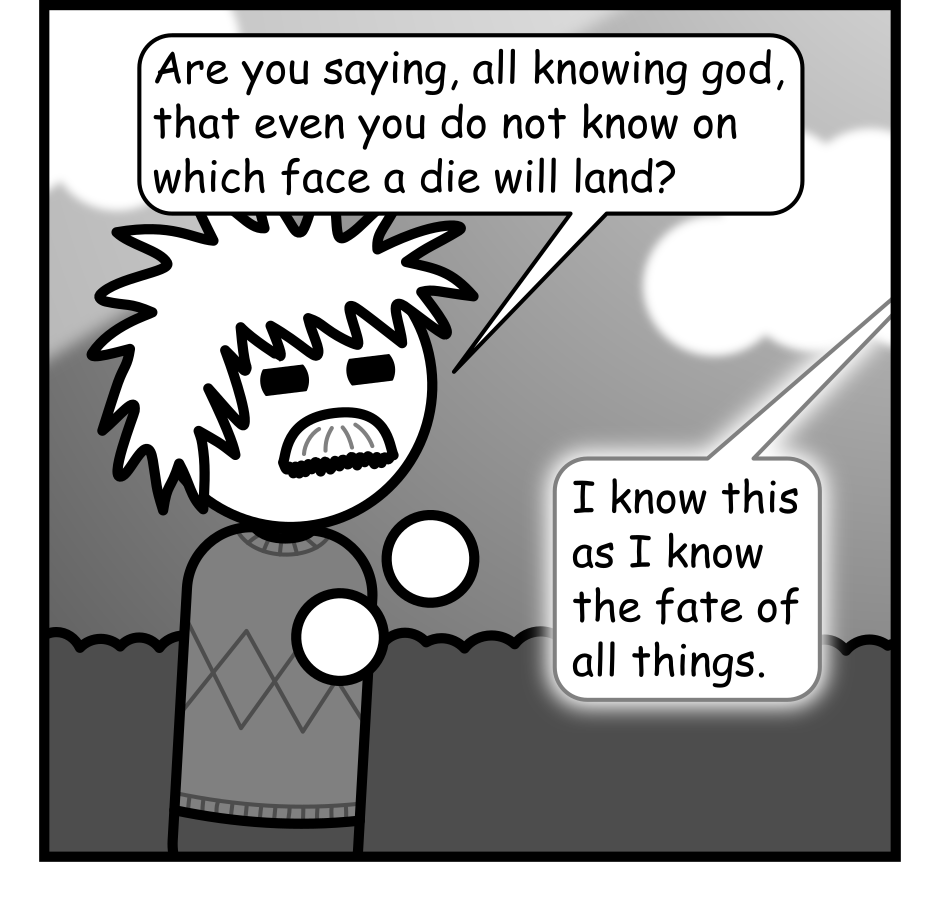 Are you saying, all knowing god,
that even you do not know on
which face a die will land?
I know this
as I know
the fate of
all things.